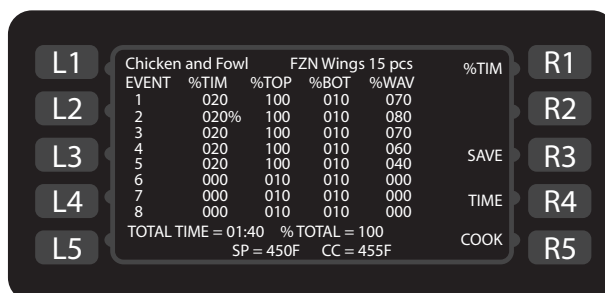 L1 Chicken and Fowl FZN Wings 15 pcs %TIM R1
EVENT %TIM %TOP %BOT %WAV
1 020 100 010 070
L2 2 020% 100 010 080 R2
3 020 100 010 070
4 020 100 010 060
L3 5 020 100 010 040 SAVE R3
6 000 010 010 000
7 000 010 010 000
L4 8 000 010 010 000 TIME R4
TOTAL TIME = 01:40 % TOTAL = 100
L5 SP = 450F CC = 455F COOK R5